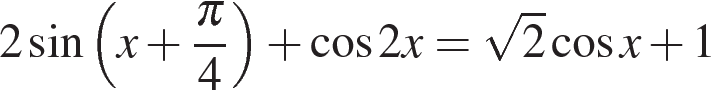 2 sin (x + π/4) + cos 2x = √2 cos x + 1